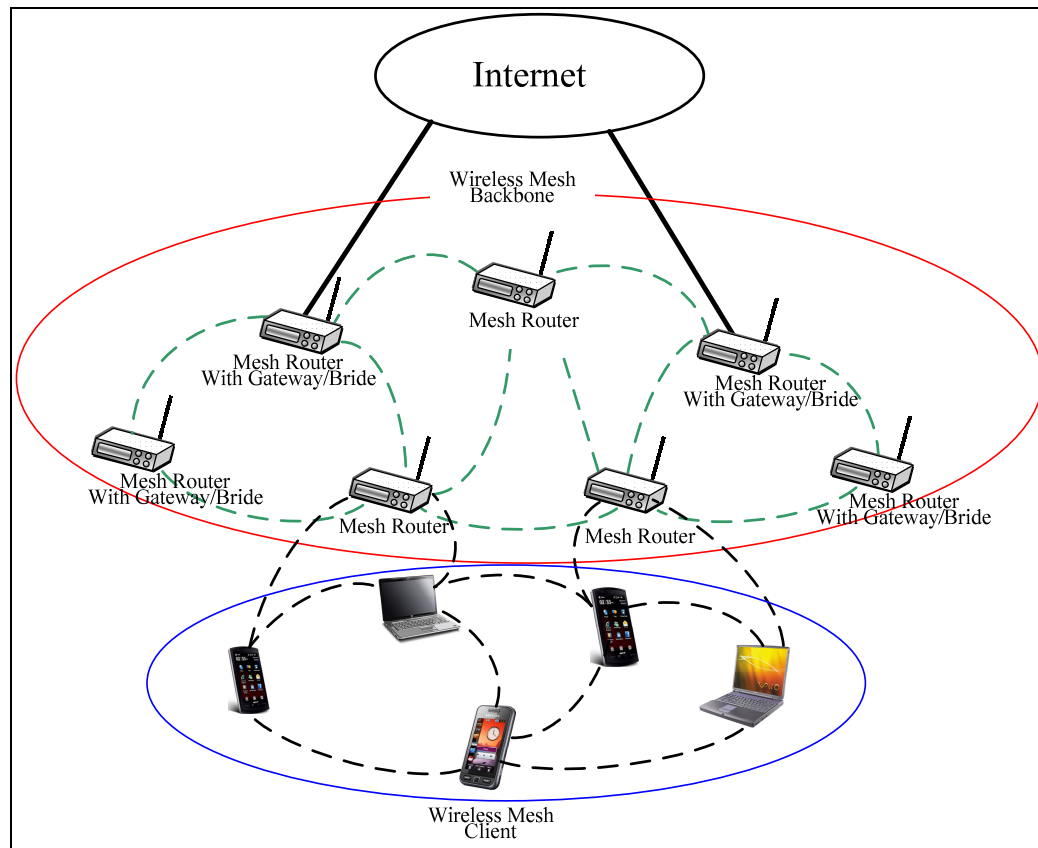 Internet
Wireless Mesh
Backbone
Mesh Router
Mesh Router
With Gateway/Bride
Mesh Router
With Gateway/Bride
Mesh Router
With Gateway/Bride
Mesh Router
Mesh Router
Mesh Router
With Gateway/Bride
VAIO
Wireless Mesh
Client